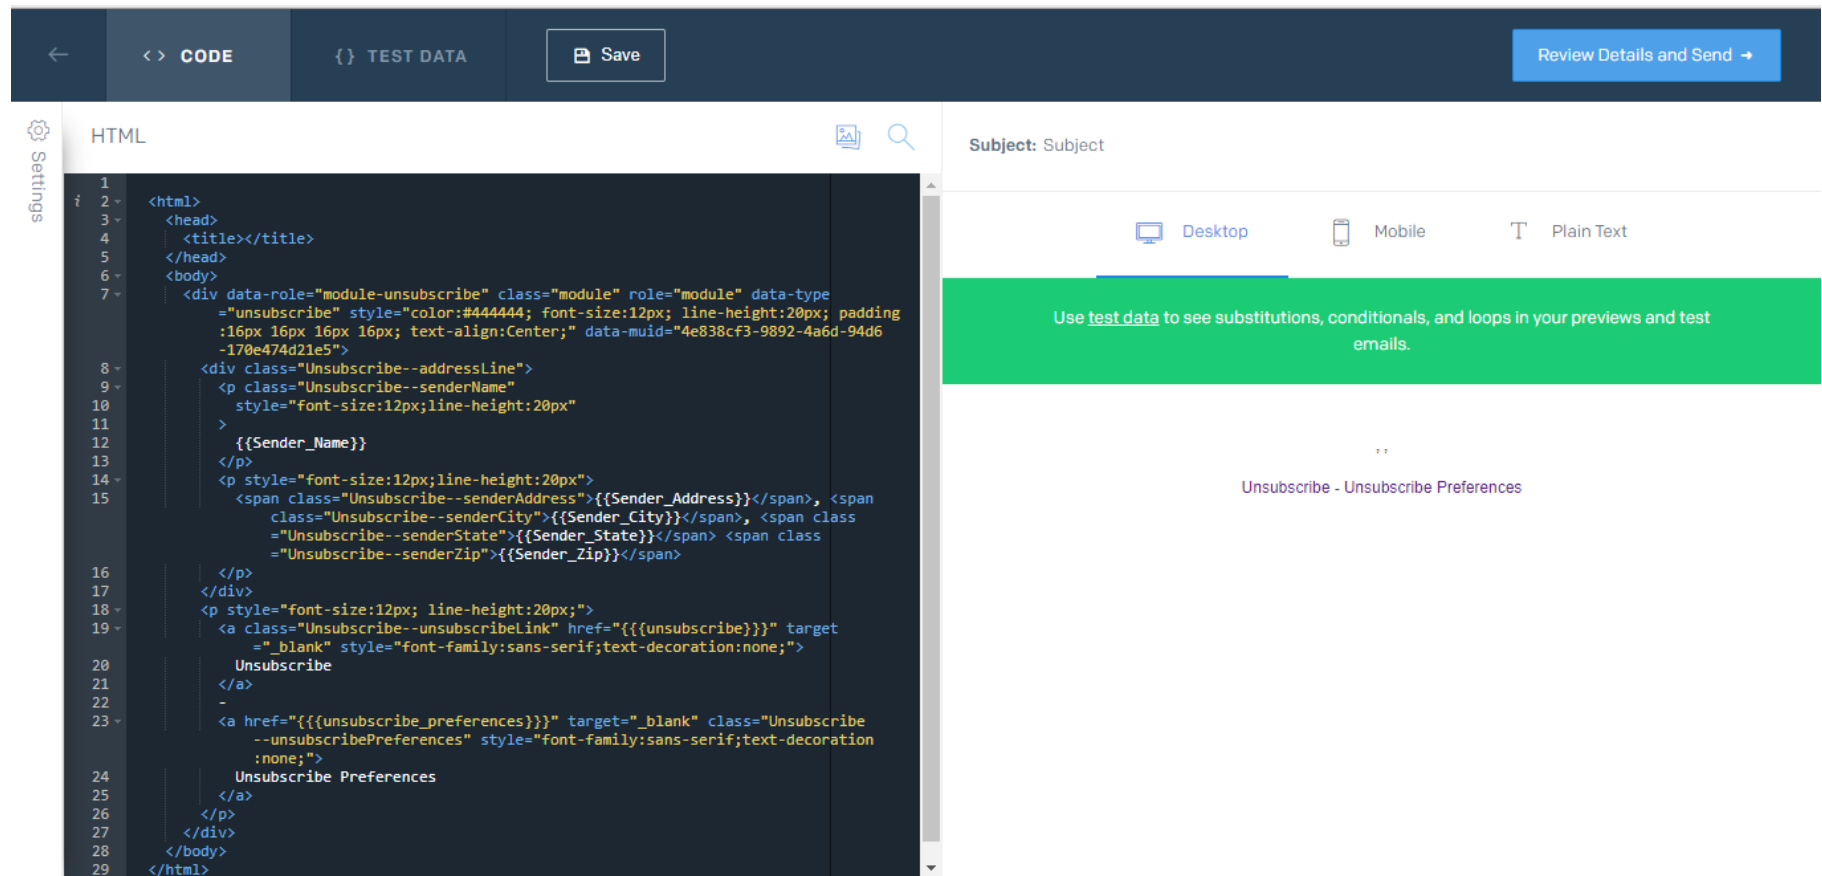 ← <> CODE {} TEST DATA Save Review Details and Send →
Settings
HTML
Subject: Subject
Desktop Mobile Plain Text
Use test data to see substitutions, conditionals, and loops in your previews and test
emails.
, ,
Unsubscribe - Unsubscribe Preferences
1
i 2 <html>
3 <head>
4 <title></title>
5 </head>
6 <body>
7 <div data-role="module-unsubscribe" class="module" role="module" data-type
="unsubscribe" style="color:#444444; font-size:12px; line-height:20px; padding
:16px 16px 16px 16px; text-align:Center;" data-muid="4e838cf3-9892-4a6d-94d6
-170e474d21e5">
8 <div class="Unsubscribe--addressLine">
9 <p class="Unsubscribe--senderName"
10 style="font-size:12px;line-height:20px"
11 >
12 {{Sender_Name}}
13 </p>
14 <p style="font-size:12px;line-height:20px">
15 <span class="Unsubscribe--senderAddress">{{Sender_Address}}</span>, <span
class="Unsubscribe--senderCity">{{Sender_City}}</span>, <span class
="Unsubscribe--senderState">{{Sender_State}}</span> <span class
="Unsubscribe--senderZip">{{Sender_Zip}}</span>
16 </p>
17 </div>
18 <p style="font-size:12px; line-height:20px;">
19 <a class="Unsubscribe--unsubscribeLink" href="{{{unsubscribe}}}" target
="_blank" style="font-family:sans-serif;text-decoration:none;">
20 Unsubscribe
21 </a>
22 -
23 <a href="{{{unsubscribe_preferences}}}" target="_blank" class="Unsubscribe
--unsubscribePreferences" style="font-family:sans-serif;text-decoration
:none;">
24 Unsubscribe Preferences
25 </a>
26 </p>
27 </div>
28 </body>
29 </html>